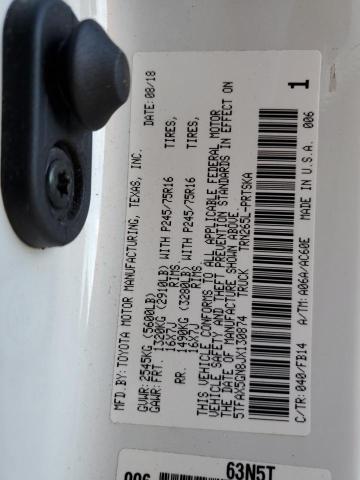 MFD.BY:TOYOTA MOTOR MANUFACTURING, TEXAS, INC. DATE: 08/18
GVWR:2545KG (5600LB)
GAWR:FRT. 1320KG (2910LB) WITH P245/75R16 TIRES,
16X7J RIMS,
RR. 1490KG (3280LB) WITH P245/75R16 TIRES,
16X7J RIMS
THIS VEHICLE CONFORMS TO ALL APPLICABLE FEDERAL MOTOR
VEHICLE SAFETY AND THEFT PREVENTION STANDARDS IN EFFECT ON
THE DATE OF MANUFACTURE SHOWN ABOVE.
5TFAX5GN8JX130874 TRUCK TRN265L-PRTSKA
1
C/TR: 040/FB14 A/TM: A06A/AC60E MADE IN U.S.A. 006
63N5T
006